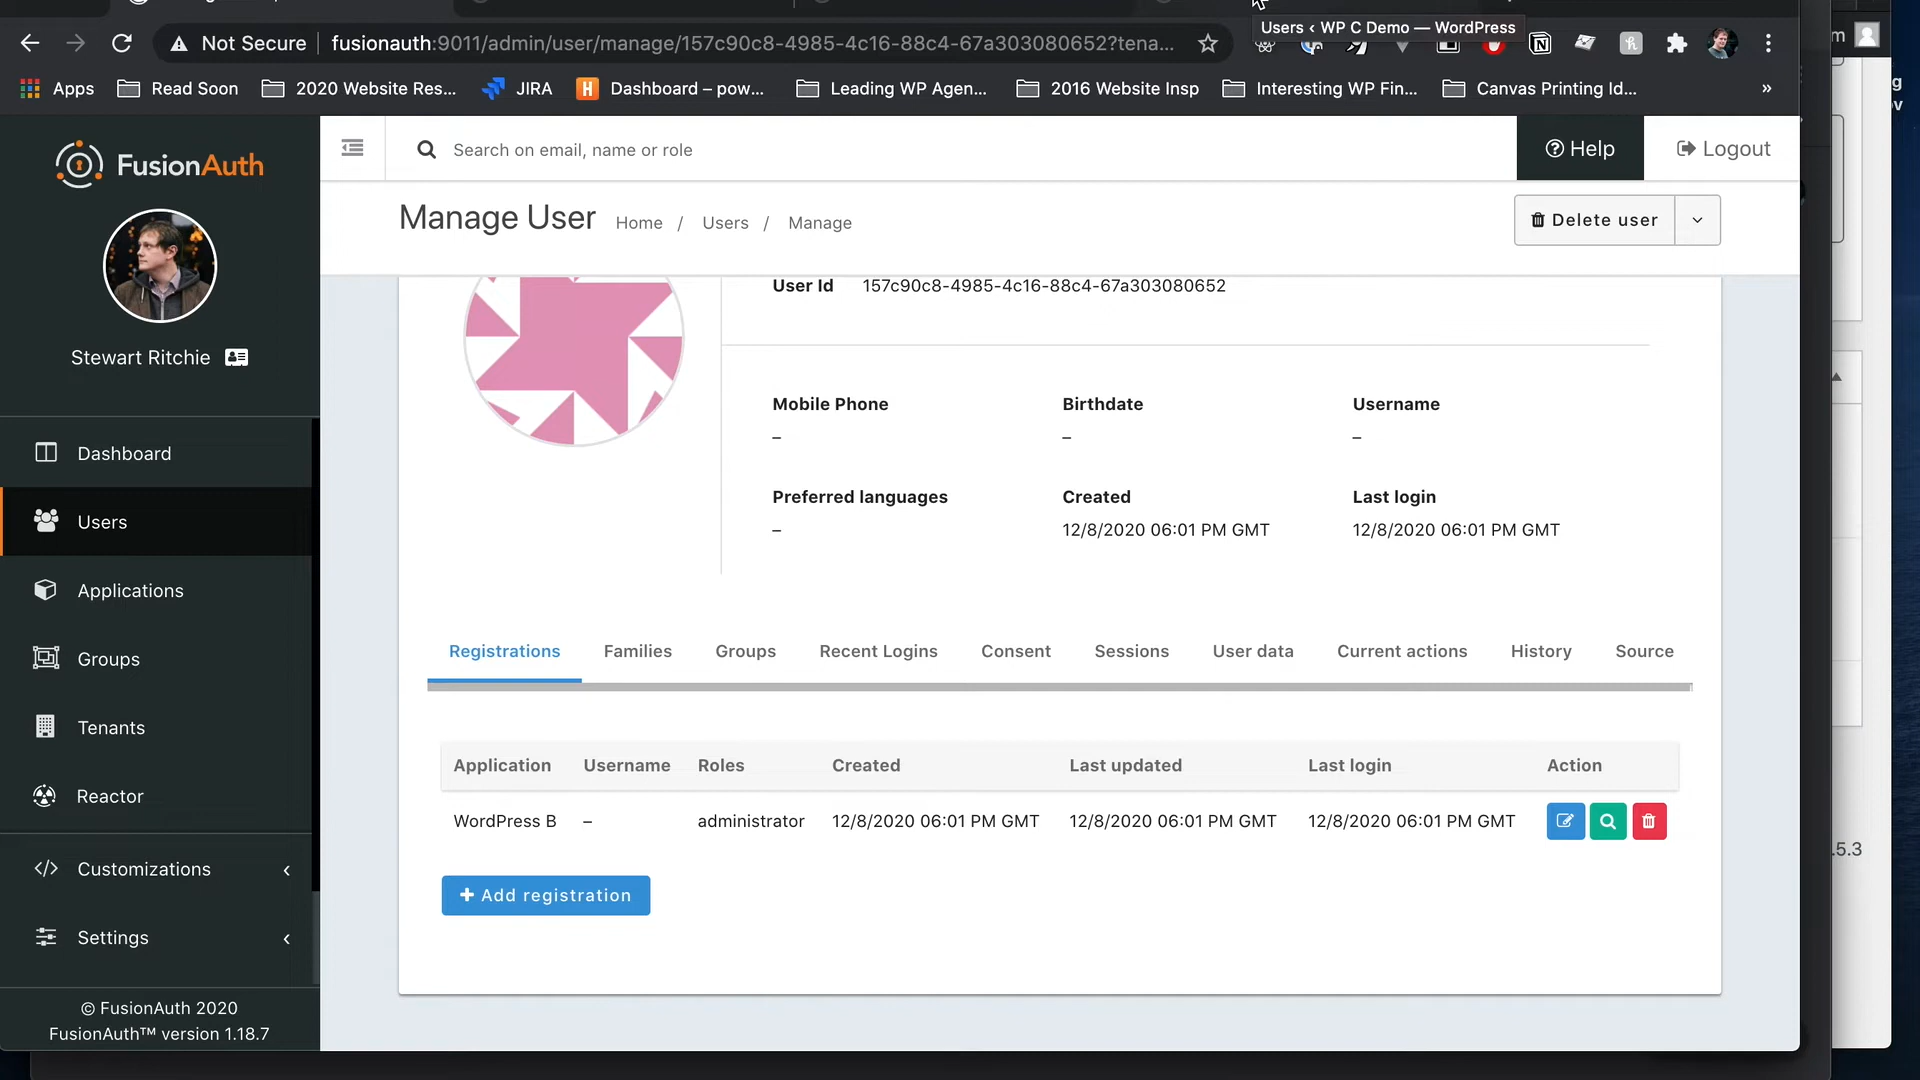 Users ‹ WP C Demo — WordPress
Not Secure
fusionauth:9011/admin/user/manage/157c90c8-4985-4c16-88c4-67a303080652?tena...
Apps
Read Soon
2020 Website Res...
JIRA
Dashboard – pow...
Leading WP Agen...
2016 Website Insp
Interesting WP Fin...
Canvas Printing Id...
»
FusionAuth
Search on email, name or role
Help
Logout
Manage User
Home / Users / Manage
Delete user
Stewart Ritchie
Dashboard
Users
Applications
Groups
Tenants
Reactor
Customizations
Settings
© FusionAuth 2020
FusionAuth™ version 1.18.7
User Id 157c90c8-4985-4c16-88c4-67a303080652
Mobile Phone Birthdate Username
– – –
Preferred languages Created Last login
– 12/8/2020 06:01 PM GMT 12/8/2020 06:01 PM GMT
Registrations Families Groups Recent Logins Consent Sessions User data Current actions History Source
Application Username Roles Created Last updated Last login Action
WordPress B – administrator 12/8/2020 06:01 PM GMT 12/8/2020 06:01 PM GMT 12/8/2020 06:01 PM GMT
+ Add registration
.5.3